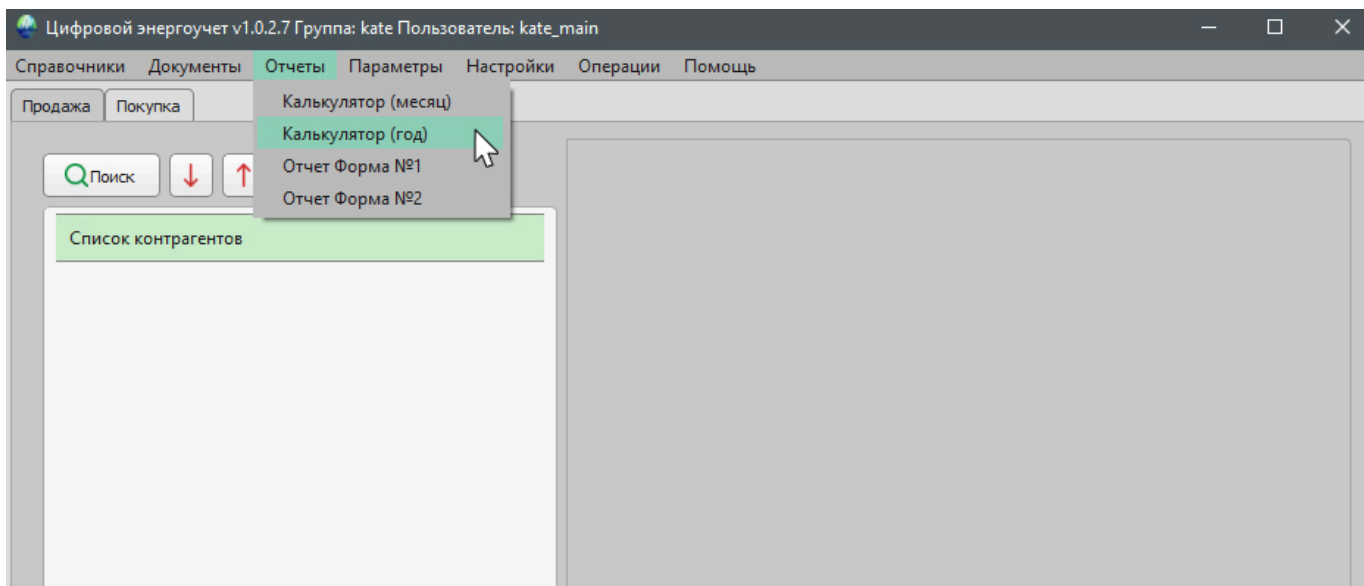 Цифровой энергоучет v1.0.2.7 Группа: kate Пользователь: kate_main
Справочники Документы Отчеты Параметры Настройки Операции Помощь
Продажа Покупка
Калькулятор (месяц)
Калькулятор (год)
Отчет Форма №1
Отчет Форма №2
Поиск
Список контрагентов